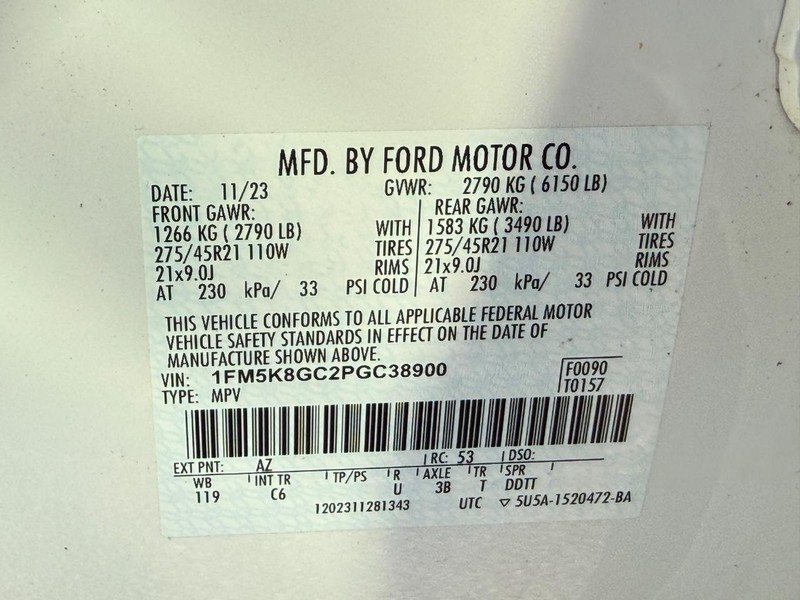 MFD. BY FORD MOTOR CO.
DATE: 11/23 GVWR: 2790 KG ( 6150 LB)
FRONT GAWR: REAR GAWR:
1266 KG ( 2790 LB) WITH 1583 KG ( 3490 LB) WITH
275/45R21 110W TIRES 275/45R21 110W TIRES
21x9.0J RIMS 21x9.0J RIMS
AT 230 kPa/ 33 PSI COLD AT 230 kPa/ 33 PSI COLD
THIS VEHICLE CONFORMS TO ALL APPLICABLE FEDERAL MOTOR
VEHICLE SAFETY STANDARDS IN EFFECT ON THE DATE OF
MANUFACTURE SHOWN ABOVE.
VIN: 1FM5K8GC2PGC38900 F0090
TYPE: MPV T0157
EXT PNT: AZ RC: 53 DSO:
WB INT TR TP/PS R AXLE TR SPR
119 C6 U 3B T DDTT
1202311281343 UTC ▽ 5U5A-1520472-BA